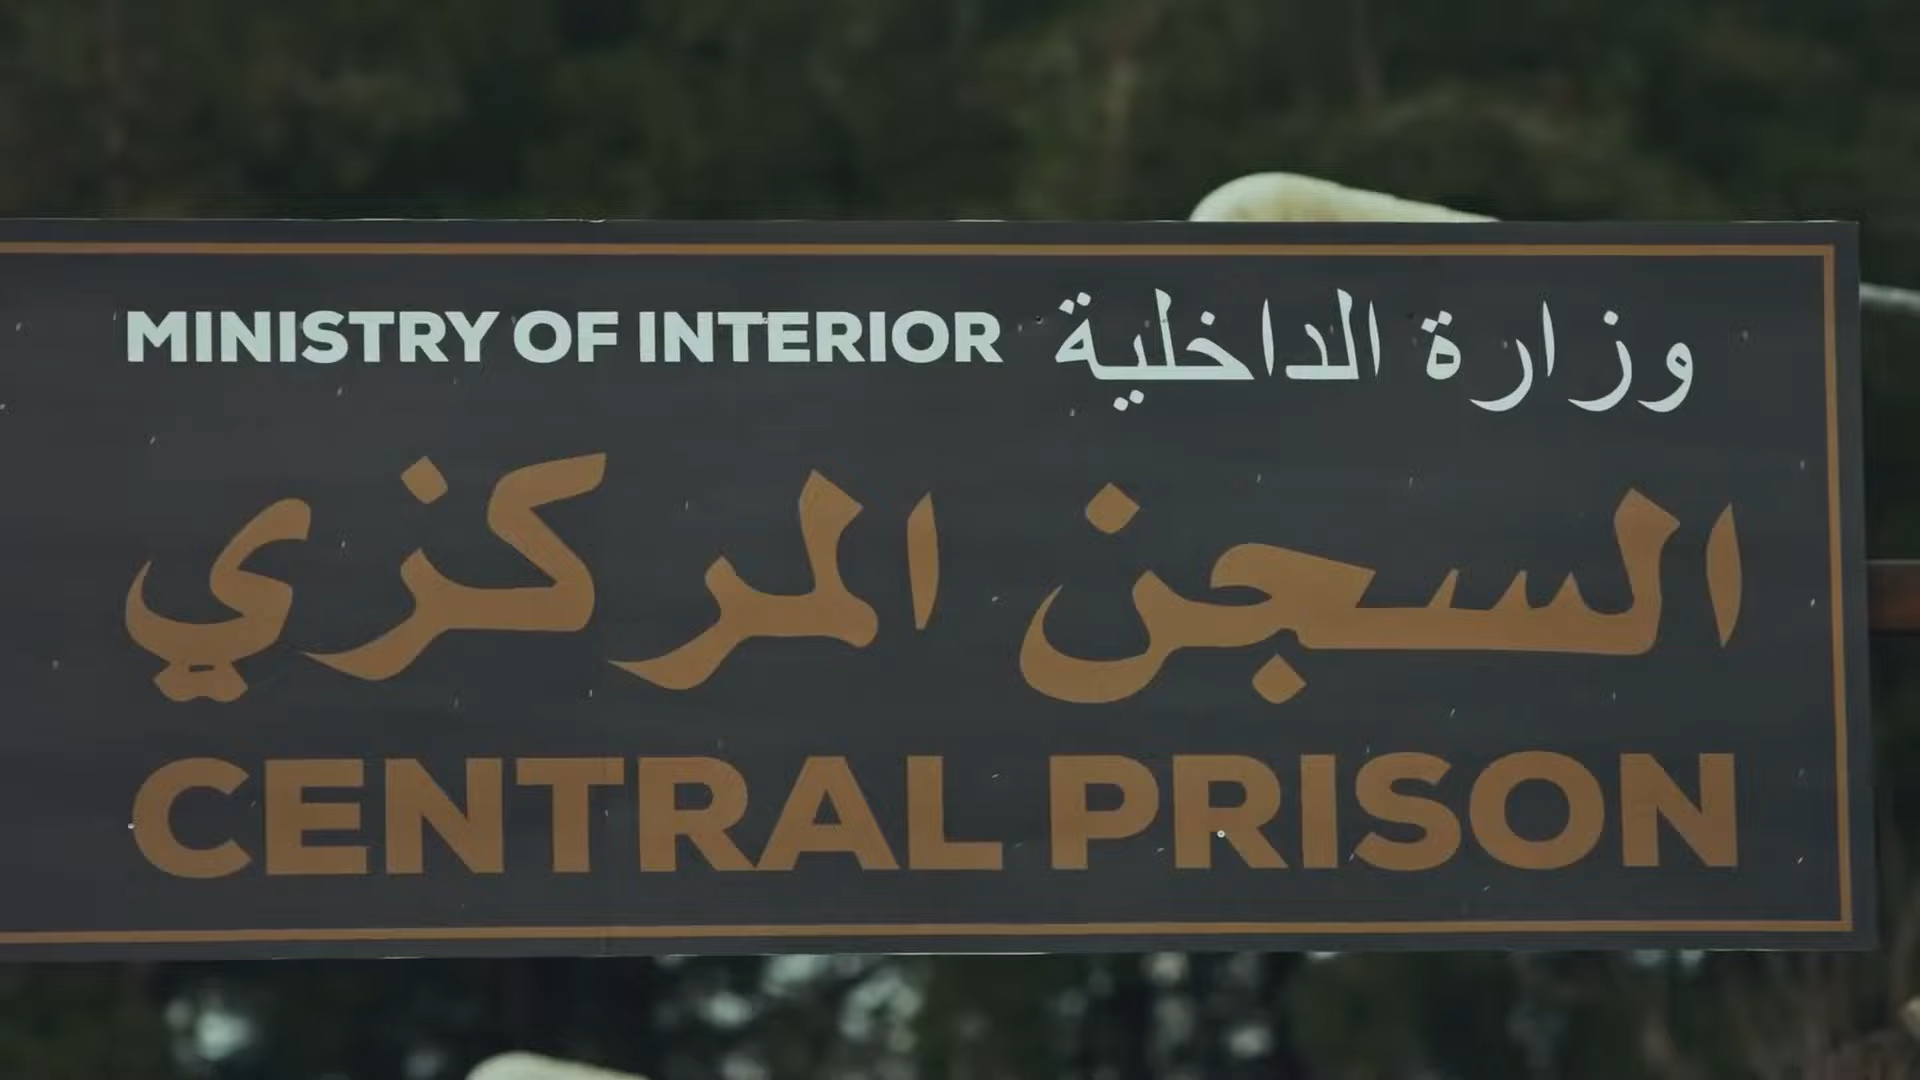 MINISTRY OF INTERIOR وزارة الداخلية
السجن المركزي
CENTRAL PRISON